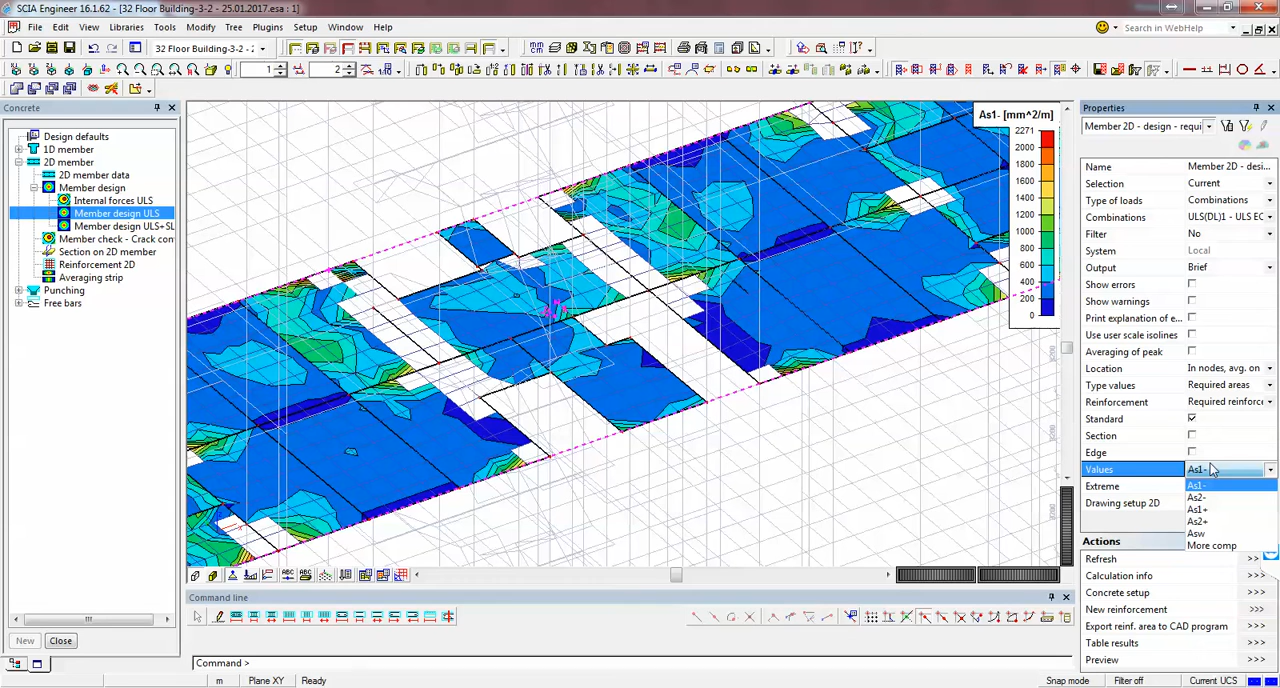 SCIA Engineer 16.1.62 - [32 Floor Building-3-2 - 25.01.2017.esa : 1]
File Edit View Libraries Tools Modify Tree Plugins Setup Window Help
Search in WebHelp
32 Floor Building-3-2 - 2
1
2
Concrete
Design defaults
1D member
2D member
2D member data
Member design
Internal forces ULS
Member design ULS
Member design ULS+SL
Member check - Crack con
Section on 2D member
Reinforcement 2D
Averaging strip
Punching
Free bars
New Close
As1- [mm^2/m]
2271
2000
1800
1600
1400
1200
1000
800
600
400
200
0
Command line
Command >
Properties
Member 2D - design - requi
Name Member 2D - desi...
Selection Current
Type of loads Combinations
Combinations ULS(DL)1 - ULS EC
Filter No
System Local
Output Brief
Show errors
Show warnings
Print explanation of e...
Use user scale isolines
Averaging of peak
Location In nodes, avg. on
Type values Required areas
Reinforcement Required reinforce
Standard
Section
Edge
Values As1-
Extreme
Drawing setup 2D
As1-
As2-
As1+
As2+
Asw
More comp
Actions
Refresh >>>
Calculation info >>>
Concrete setup >>>
New reinforcement >>>
Export reinf. area to CAD program >>>
Table results >>>
Preview >>>
m Plane XY Ready Snap mode Filter off Current UCS